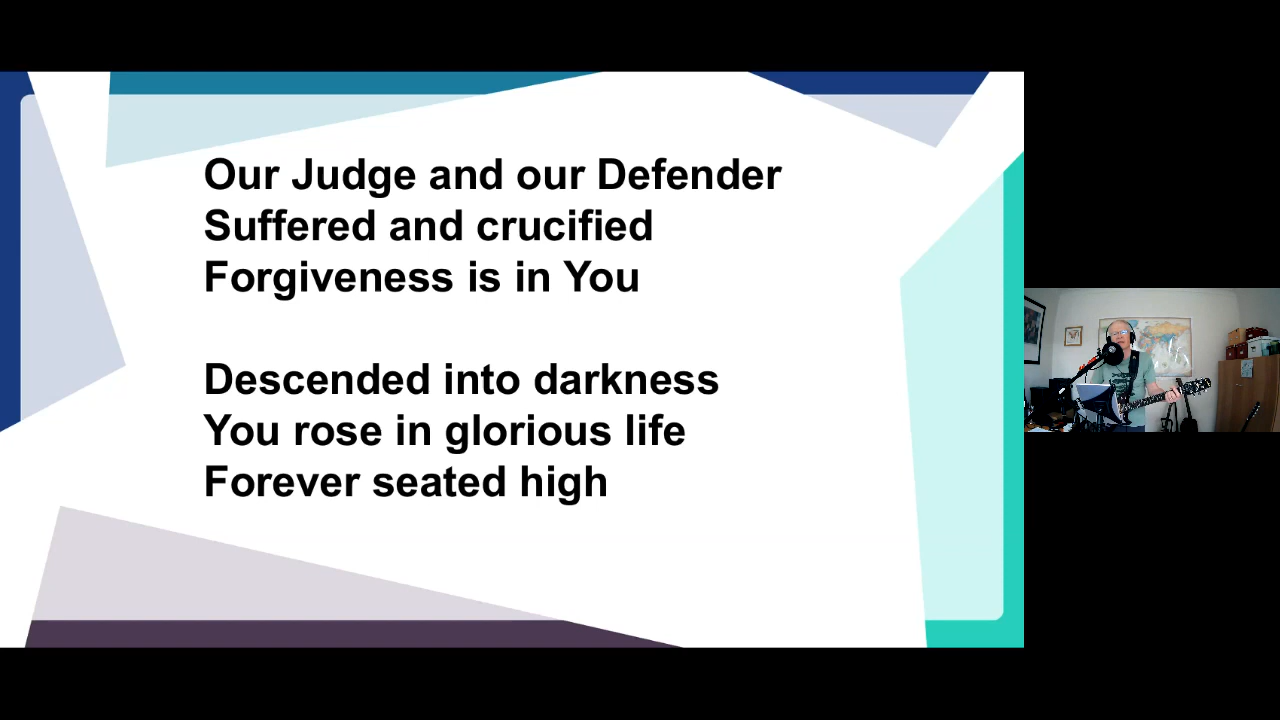 Our Judge and our Defender
Suffered and crucified
Forgiveness is in You
Descended into darkness
You rose in glorious life
Forever seated high